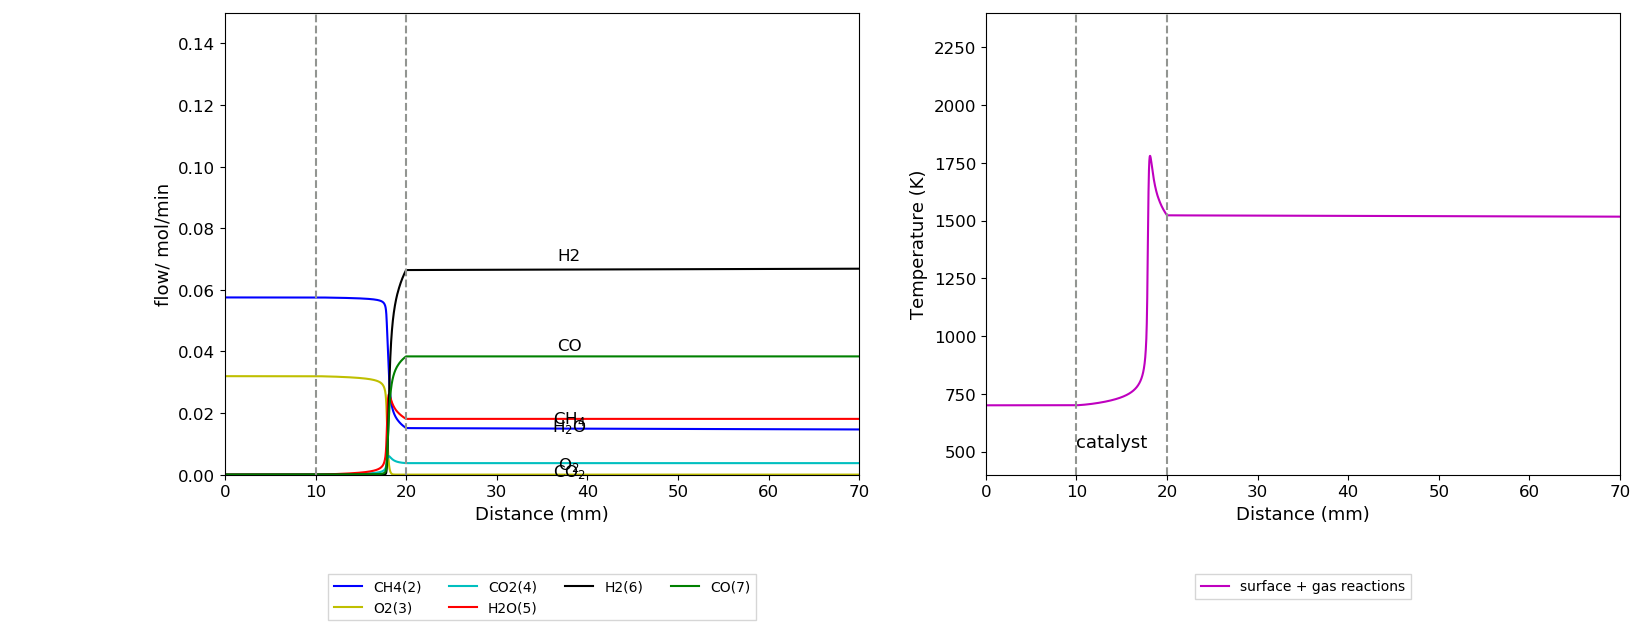 0.14
0.12
0.10
0.08
0.06
0.04
0.02
0.00
flow/ mol/min
H2
CO
CH4
H2O
O2
CO2
0 10 20 30 40 50 60 70
Distance (mm)
CH4(2) CO2(4) H2(6) CO(7)
O2(3) H2O(5)
2250
2000
1750
1500
1250
1000
750
500
Temperature (K)
catalyst
0 10 20 30 40 50 60 70
Distance (mm)
surface + gas reactions